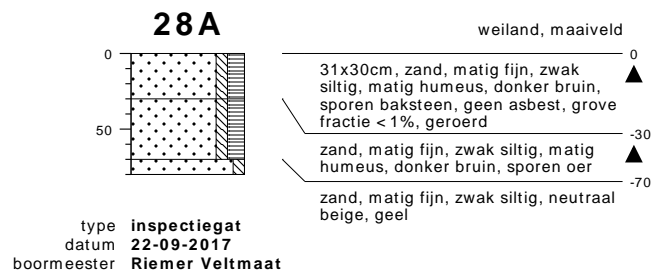 28A
weiland, maaiveld
0
0
31x30cm, zand, matig fijn, zwak
siltig, matig humeus, donker bruin,
sporen baksteen, geen asbest, grove
fractie <1%, geroerd
50
-30
zand, matig fijn, zwak siltig, matig
humeus, donker bruin, sporen oer
-70
zand, matig fijn, zwak siltig, neutraal
beige, geel
type inspectiegat
datum 22-09-2017
boormeester Riemer Veltmaat